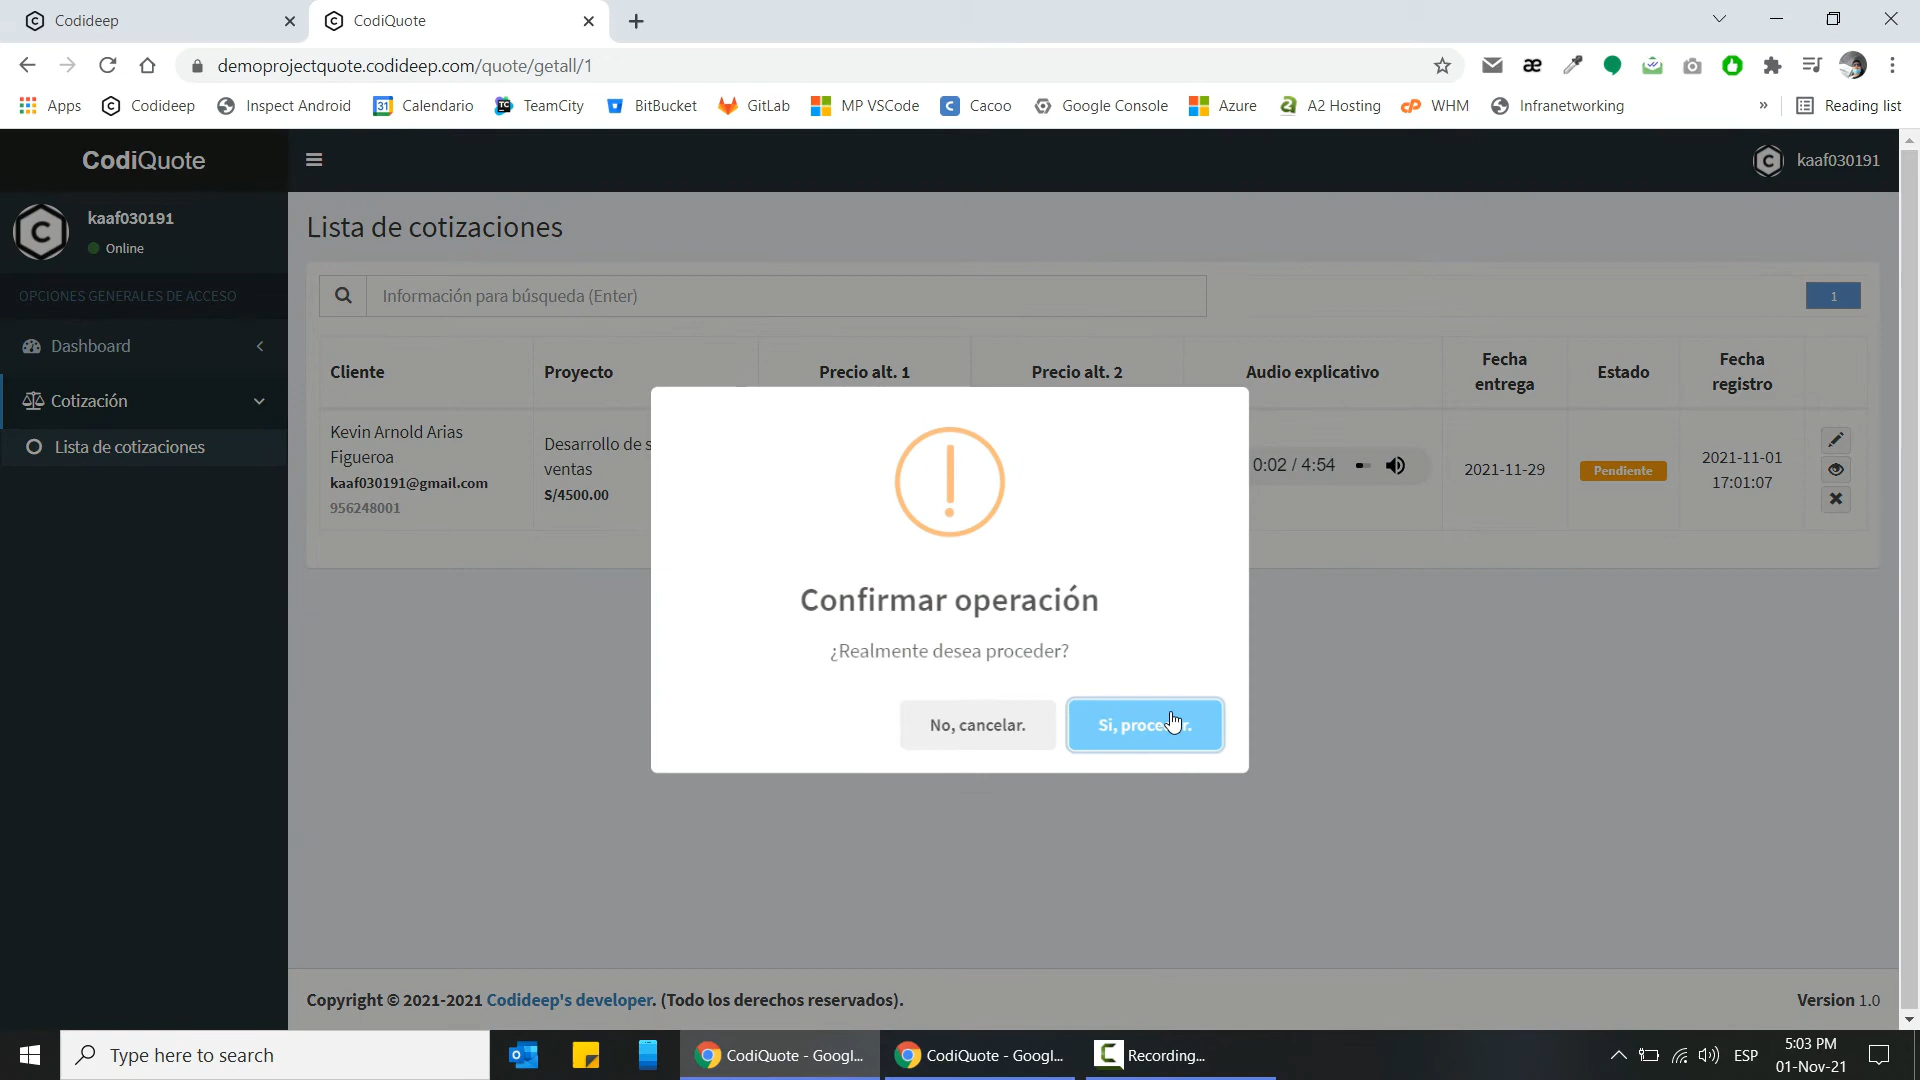 Codideep
CodiQuote
demoprojectquote.codideep.com/quote/getall/1
Apps
Codideep
Inspect Android
Calendario
TeamCity
BitBucket
GitLab
MP VSCode
Cacoo
Google Console
Azure
A2 Hosting
WHM
Infranetworking
»
Reading list
CodiQuote
kaaf030191
kaaf030191
Online
OPCIONES GENERALES DE ACCESO
Dashboard
Cotización
Lista de cotizaciones
Lista de cotizaciones
Información para búsqueda (Enter)
1
Cliente
Proyecto
Precio alt. 1
Precio alt. 2
Audio explicativo
Fecha
entrega
Estado
Fecha
registro
Kevin Arnold Arias
Figueroa
kaaf030191@gmail.com
956248001
Desarrollo de s
ventas
S/4500.00
0:02 / 4:54
2021-11-29
Pendiente
2021-11-01
17:01:07
Confirmar operación
¿Realmente desea proceder?
No, cancelar.
Si,
Copyright © 2021-2021 Codideep's developer. (Todo los derechos reservados).
Version 1.0
Type here to search
CodiQuote - Googl...
CodiQuote - Googl...
Recording...
ESP
5:03 PM
01-Nov-21